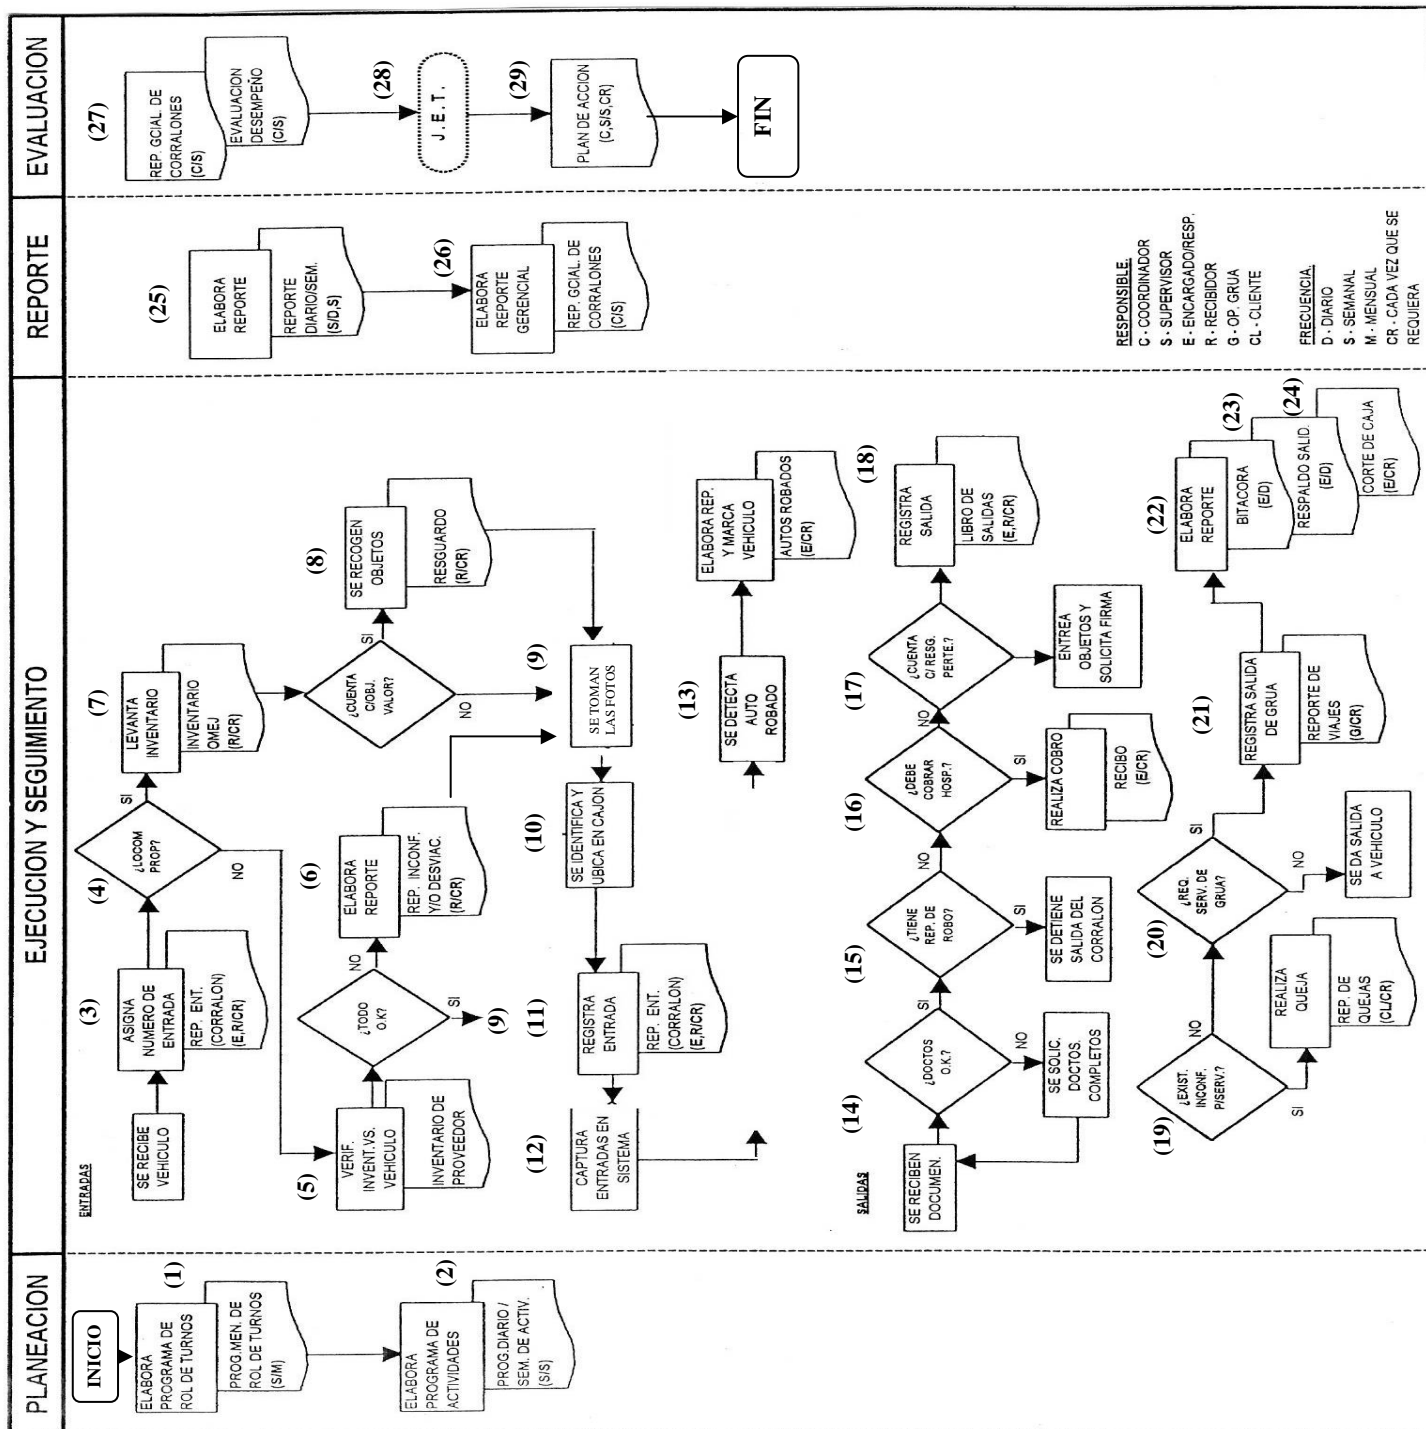 PLANEACION
INICIO
(1)
ELABORA
PROGRAMA DE
ROL DE TURNOS
PROG.MEN. DE
ROL DE TURNOS
(S/M)
(2)
ELABORA
PROGRAMA DE
ACTIVIDADES
PROG.DIARIO /
SEM. DE ACTIV.
(S/S)
EJECUCION Y SEGUIMIENTO
ENTRADAS
SE RECIBE
VEHICULO
(3)
ASIGNA
NUMERO DE
ENTRADA
REP. ENT.
(CORRALON)
(E,R/CR)
(4)
¿LOCOM
PROP?
SI
NO
(7)
LEVANTA
INVENTARIO
INVENTARIO
OMEJ
(R/CR)
(5)
VERIF.
INVENT.VS.
VEHICULO
INVENTARIO DE
PROVEEDOR
¿TODO
O.K?
NO
SI
(9)
(6)
ELABORA
REPORTE
REP. INCONF.
Y/O DESVIAC.
(R/CR)
¿CUENTA
C/OBJ.
VALOR?
SI
NO
(8)
SE RECOGEN
OBJETOS
RESGUARDO
(R/CR)
(9)
SE TOMAN
LAS FOTOS
(10)
SE IDENTIFICA Y
UBICA EN CAJON
(11)
REGISTRA
ENTRADA
REP. ENT.
(CORRALON)
(E,R/CR)
(12)
CAPTURA
ENTRADAS EN
SISTEMA
(13)
SE DETECTA
AUTO
ROBADO
ELABORA REP.
Y MARCA
VEHICULO
AUTOS ROBADOS
(E/CR)
SALIDAS
SE RECIBEN
DOCUMEN.
(14)
¿DOCTOS
O.K.?
SI
NO
SE SOLIC.
DOCTOS.
COMPLETOS
(15)
¿TIENE
REP. DE
ROBO?
NO
SI
SE DETIENE
SALIDA DEL
CORRALON
(16)
¿DEBE
COBRAR
HOSP.?
NO
SI
REALIZA COBRO
RECIBO
(E/CR)
(17)
¿CUENTA
C/ RESG.
PERTE.?
ENTREA
OBJETOS Y
SOLICITA FIRMA
(18)
REGISTRA
SALIDA
LIBRO DE
SALIDAS
(E,R/CR)
(19)
¿EXIST.
INCONF.
P/SERV.?
NO
SI
REALIZA
QUEJA
REP. DE
QUEJAS
(CL/CR)
(20)
¿REQ.
SERV. DE
GRUA?
SI
NO
SE DA SALIDA
A VEHICULO
(21)
REGISTRA SALIDA
DE GRUA
REPORTE DE
VIAJES
(G/CR)
(22)
ELABORA
REPORTE
(23)
BITACORA
(E/D)
(24)
RESPALDO SALID.
(E/D)
CORTE DE CAJA
(E/CR)
REPORTE
(25)
ELABORA
REPORTE
REPORTE
DIARIO/SEM.
(S/D,S)
(26)
ELABORA
REPORTE
GERENCIAL
REP. GCIAL. DE
CORRALONES
(C/S)
RESPONSIBLE.
C - COORDINADOR
S - SUPERVISOR
E - ENCARGADO/RESP.
R - RECIBIDOR
G - OP. GRUA
CL - CLIENTE
FRECUENCIA.
D - DIARIO
S - SEMANAL
M - MENSUAL
CR - CADA VEZ QUE SE
REQUIERA
EVALUACION
(27)
REP. GCIAL. DE
CORRALONES
(C/S)
EVALUACION
DESEMPEÑO
(C/S)
(28)
J.E.T.
(29)
PLAN DE ACCION
(C,S/S,CR)
FIN